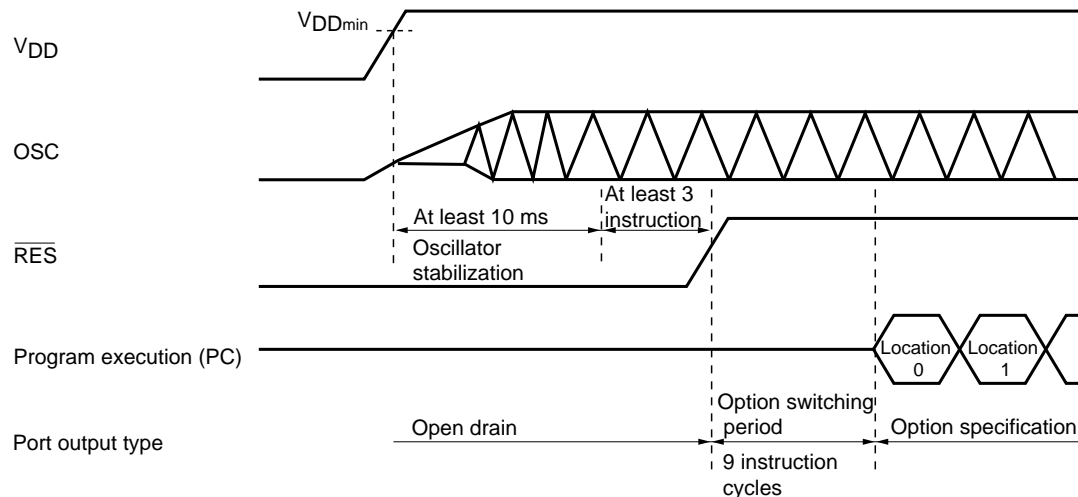 VDDmin
VDD
OSC
At least 10 ms
At least 3
instruction
RES
Oscillator
stabilization
Program execution (PC)
Location
0
Location
1
Port output type
Open drain
Option switching
period
Option specification
9 instruction
cycles